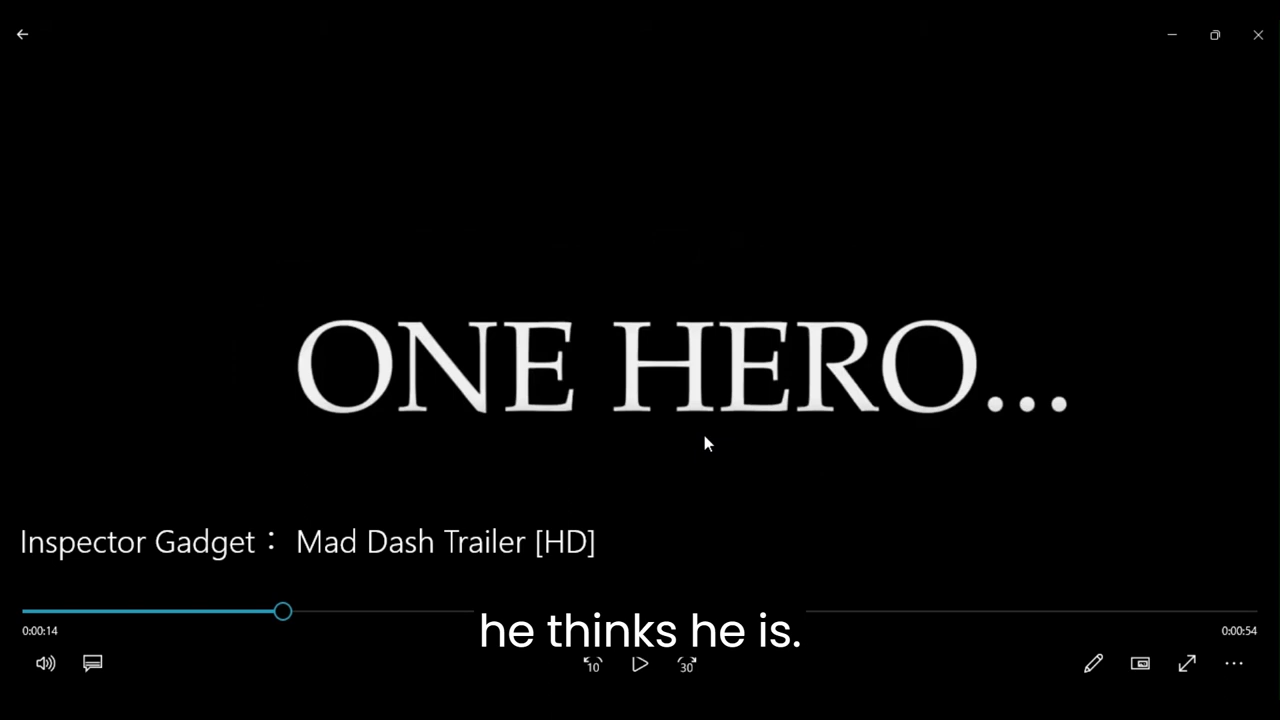 ONE HERO...
Inspector Gadget： Mad Dash Trailer [HD]
he thinks he is.
0:00:14
0:00:54
10
30